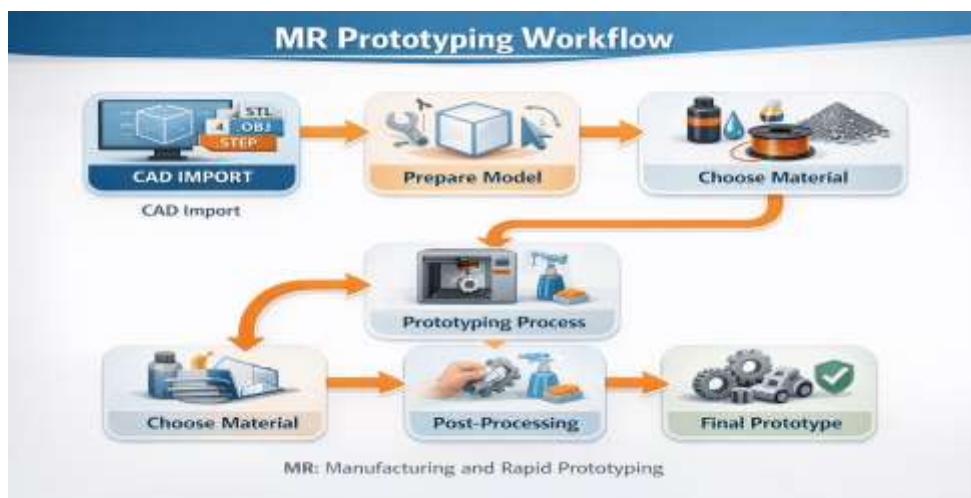 MR Prototyping Workflow
STL
4 .OBJ
STEP
CAD IMPORT
Prepare Model
Choose Material
CAD Import
Prototyping Process
Choose Material
Post-Processing
Final Prototype
MR: Manufacturing and Rapid Prototyping